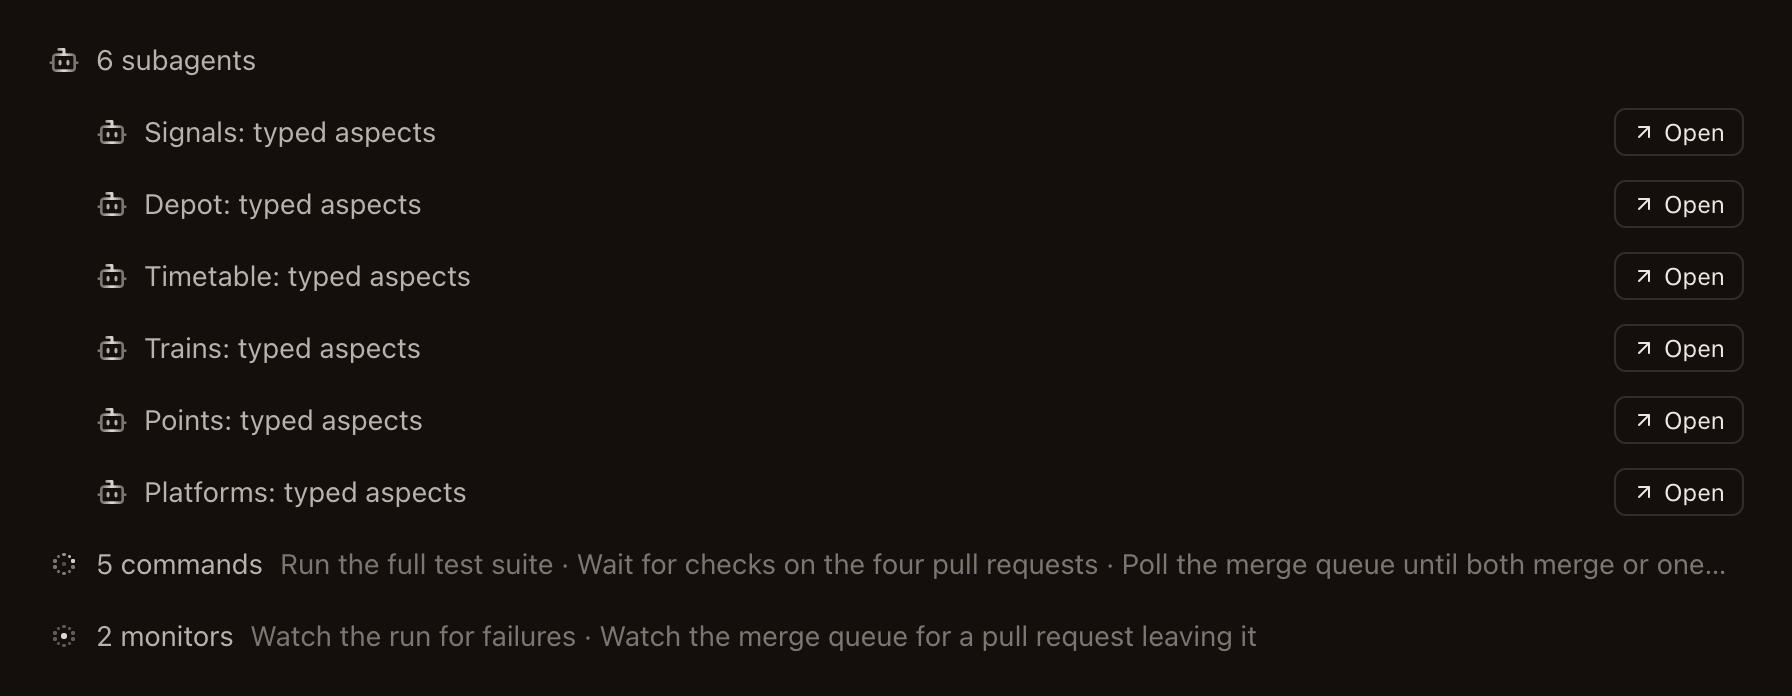 6 subagents
Signals: typed aspects Open
Depot: typed aspects Open
Timetable: typed aspects Open
Trains: typed aspects Open
Points: typed aspects Open
Platforms: typed aspects Open
5 commands Run the full test suite · Wait for checks on the four pull requests · Poll the merge queue until both merge or one…
2 monitors Watch the run for failures · Watch the merge queue for a pull request leaving it